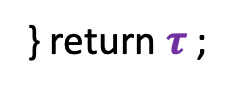 } return τ ;